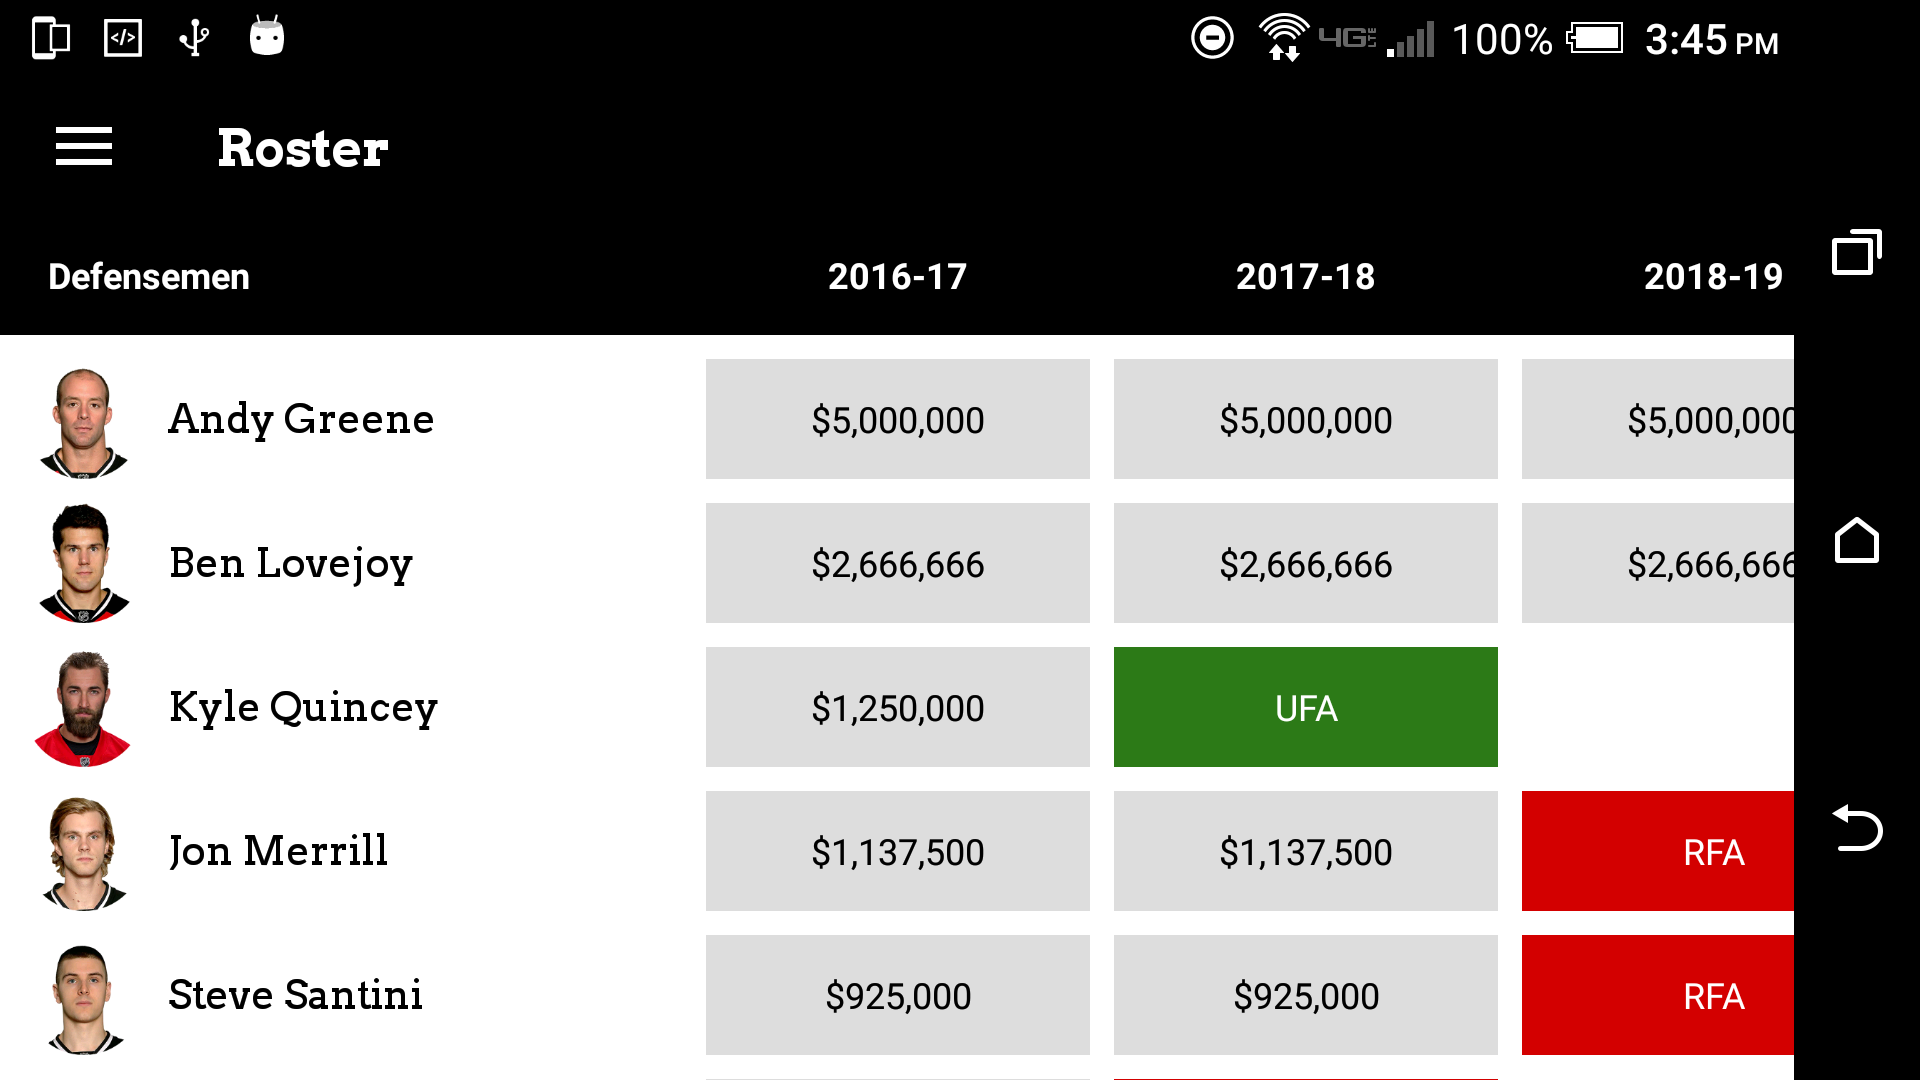 4G LTE 100% 3:45 PM
Roster
Defensemen 2016-17 2017-18 2018-19
Andy Greene $5,000,000 $5,000,000 $5,000,000
Ben Lovejoy $2,666,666 $2,666,666 $2,666,666
Kyle Quincey $1,250,000 UFA
Jon Merrill $1,137,500 $1,137,500 RFA
Steve Santini $925,000 $925,000 RFA